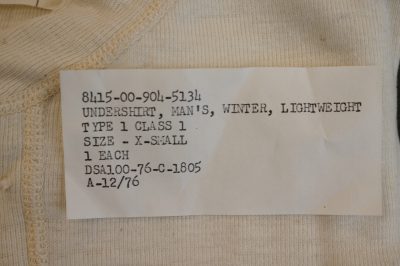 8415-00-904-5134
UNDERSHIRT, MAN'S, WINTER, LIGHTWEIGHT
TYPE 1 CLASS 1
SIZE - X-SMALL
1 EACH
DSA100-76-C-1805
A-12/76